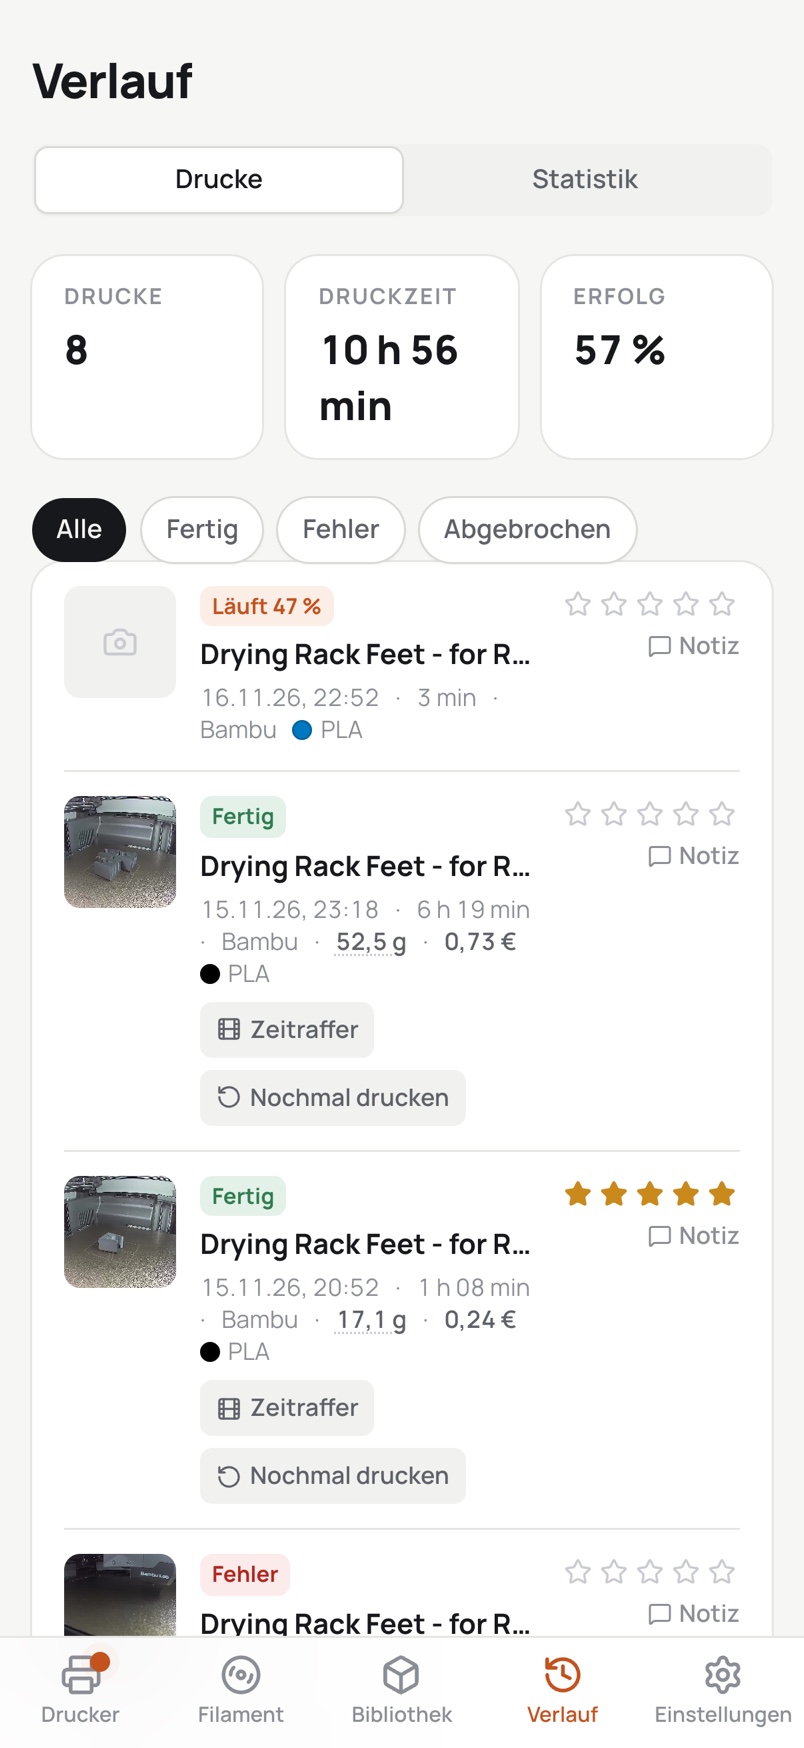 Verlauf
Drucke
Statistik
DRUCKE
8
DRUCKZEIT
10 h 56
min
ERFOLG
57 %
Alle
Fertig
Fehler
Abgebrochen
Läuft 47 %
Drying Rack Feet - for R...
Notiz
16.11.26, 22:52 · 3 min ·
Bambu PLA
Fertig
Drying Rack Feet - for R...
Notiz
15.11.26, 23:18 · 6 h 19 min
· Bambu · 52,5 g · 0,73 €
PLA
Zeitraffer
Nochmal drucken
Fertig
Drying Rack Feet - for R...
Notiz
15.11.26, 20:52 · 1 h 08 min
· Bambu · 17,1 g · 0,24 €
PLA
Zeitraffer
Nochmal drucken
Fehler
Drying Rack Feet - for R...
Notiz
Drucker
Filament
Bibliothek
Verlauf
Einstellungen